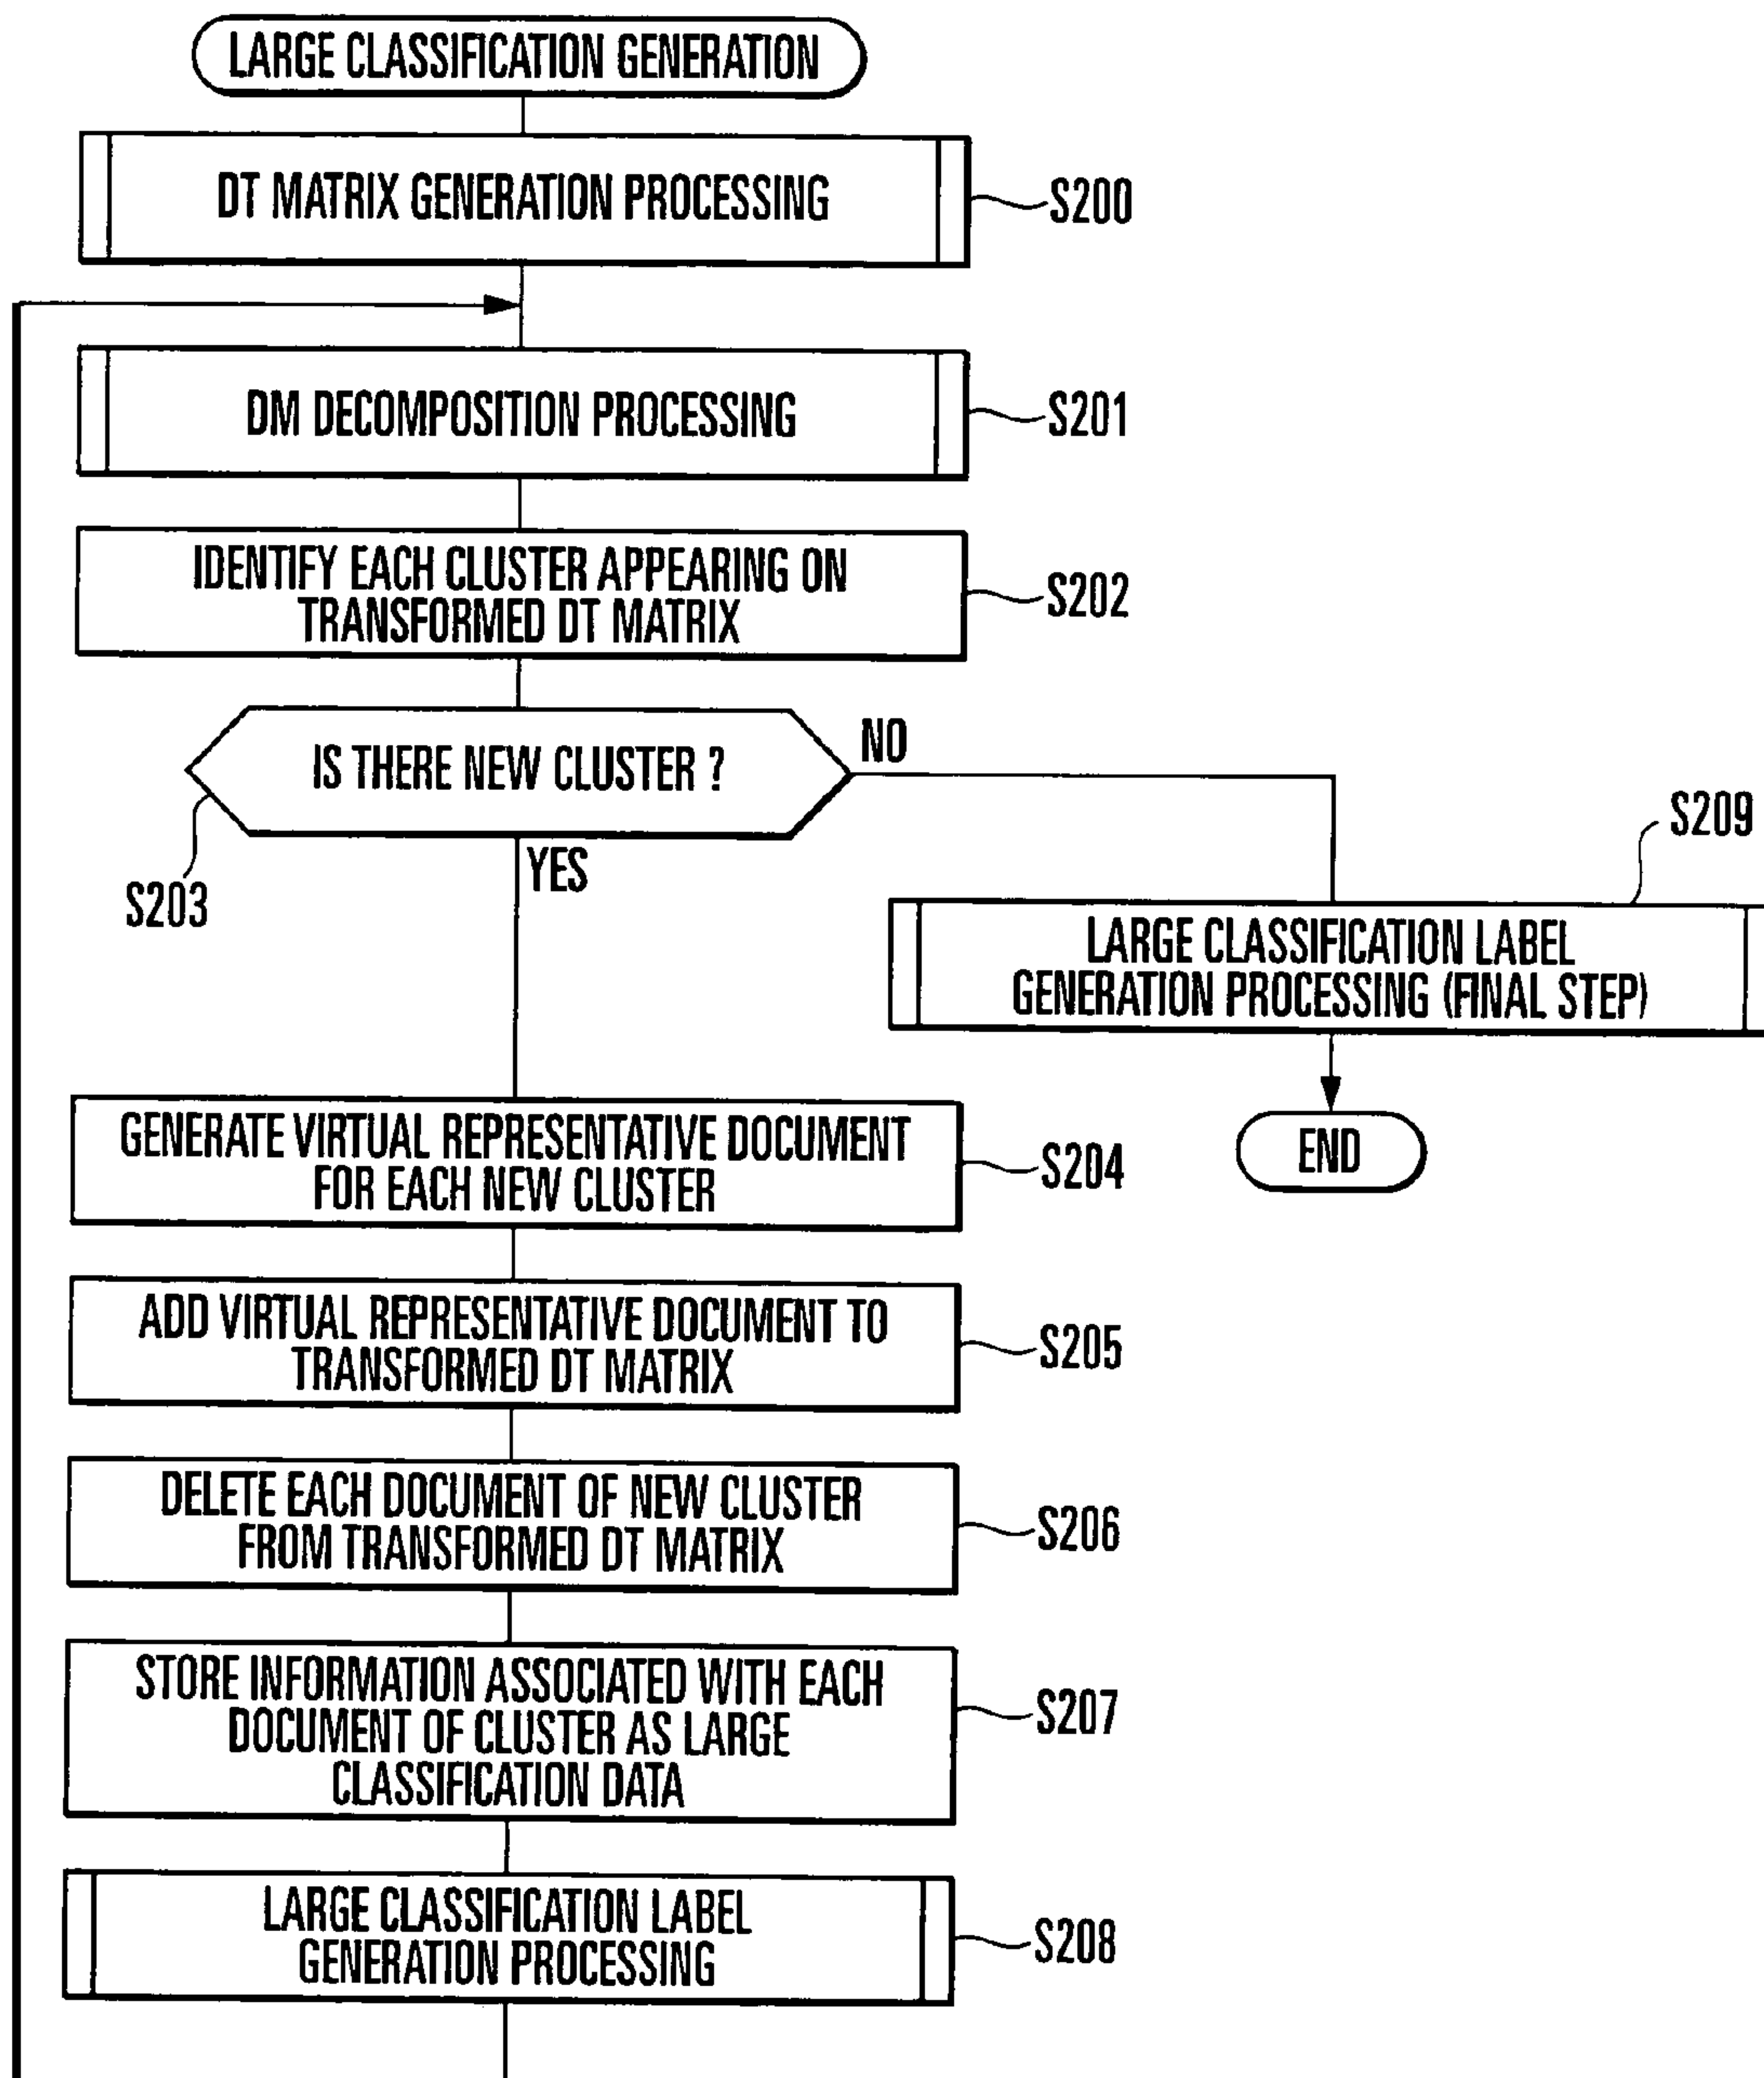 LARGE CLASSIFICATION GENERATION
DT MATRIX GENERATION PROCESSING
S200
DM DECOMPOSITION PROCESSING
S201
IDENTIFY EACH CLUSTER APPEARING ON
TRANSFORMED DT MATRIX
S202
IS THERE NEW CLUSTER ?
NO
S203
YES
S209
LARGE CLASSIFICATION LABEL
GENERATION PROCESSING (FINAL STEP)
END
GENERATE VIRTUAL REPRESENTATIVE DOCUMENT
FOR EACH NEW CLUSTER
S204
ADD VIRTUAL REPRESENTATIVE DOCUMENT TO
TRANSFORMED DT MATRIX
S205
DELETE EACH DOCUMENT OF NEW CLUSTER
FROM TRANSFORMED DT MATRIX
S206
STORE INFORMATION ASSOCIATED WITH EACH
DOCUMENT OF CLUSTER AS LARGE
CLASSIFICATION DATA
S207
LARGE CLASSIFICATION LABEL
GENERATION PROCESSING
S208